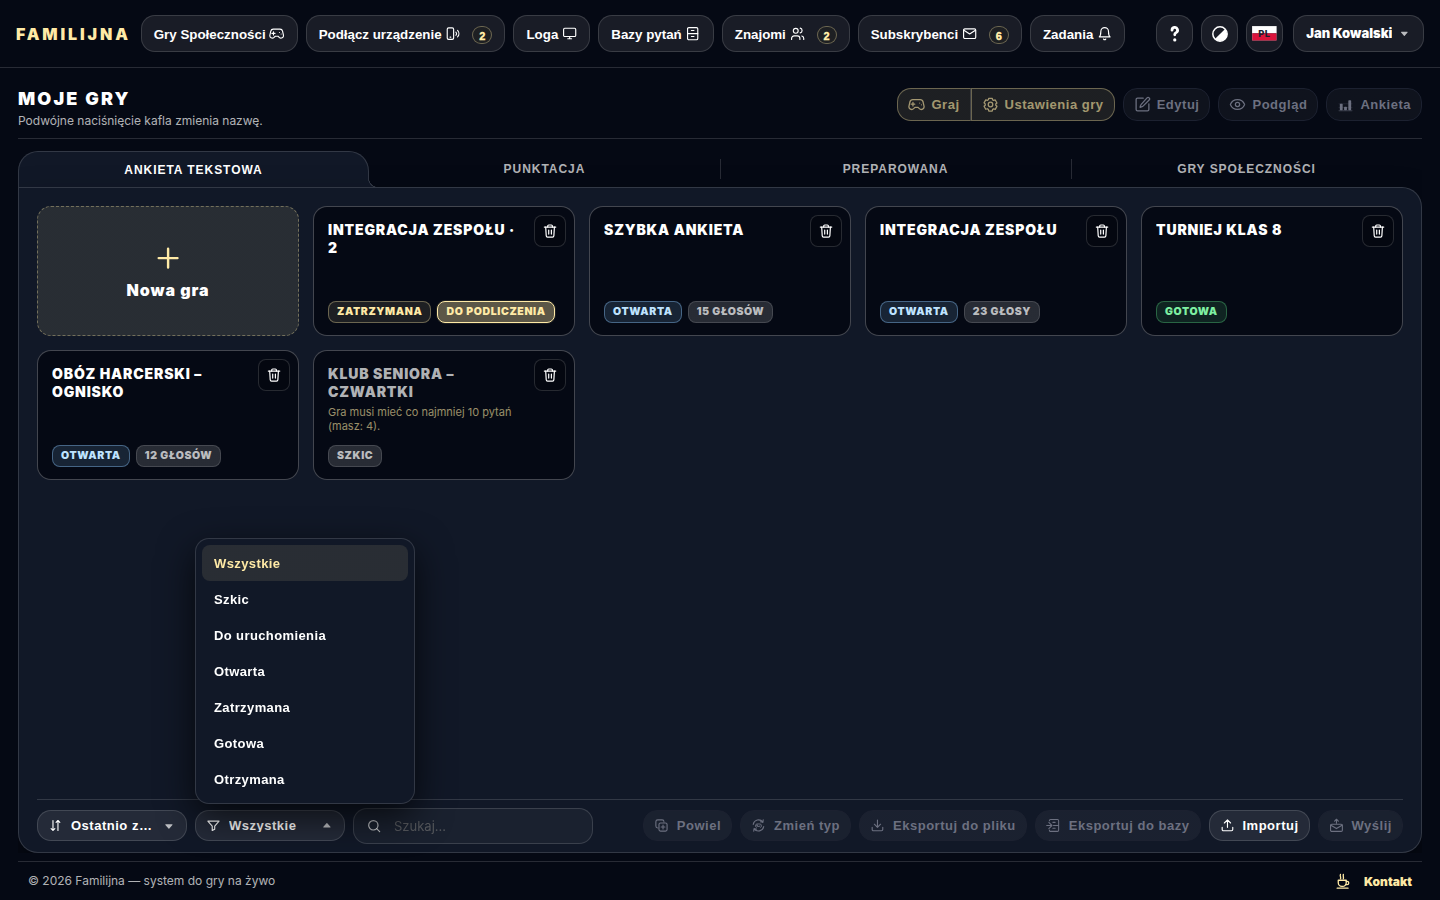 FAMILIJNA
Gry Społeczności
Podłącz urządzenie 2
Loga
Bazy pytań
Znajomi 2
Subskrybenci 6
Zadania
?
PL
Jan Kowalski
MOJE GRY
Podwójne naciśnięcie kafla zmienia nazwę.
Graj
Ustawienia gry
Edytuj
Podgląd
Ankieta
ANKIETA TEKSTOWA
PUNKTACJA
PREPAROWANA
GRY SPOŁECZNOŚCI
Nowa gra
INTEGRACJA ZESPOŁU ·
2
ZATRZYMANA
DO PODLICZENIA
SZYBKA ANKIETA
OTWARTA
15 GŁOSÓW
INTEGRACJA ZESPOŁU
OTWARTA
23 GŁOSY
TURNIEJ KLAS 8
GOTOWA
OBÓZ HARCERSKI –
OGNISKO
OTWARTA
12 GŁOSÓW
KLUB SENIORA –
CZWARTKI
Gra musi mieć co najmniej 10 pytań
(masz: 4).
SZKIC
Wszystkie
Szkic
Do uruchomienia
Otwarta
Zatrzymana
Gotowa
Otrzymana
Ostatnio z...
Wszystkie
Szukaj...
Powiel
Zmień typ
Eksportuj do pliku
Eksportuj do bazy
Importuj
Wyślij
© 2026 Familijna — system do gry na żywo
Kontakt